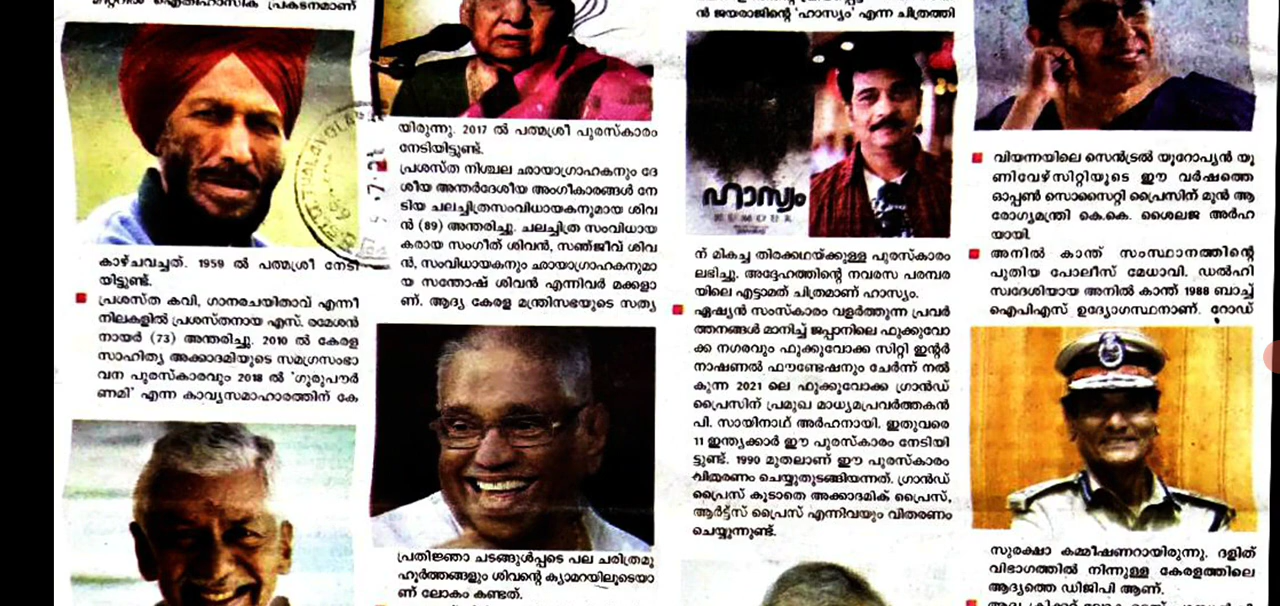 കാഴ്ചവച്ചത്. 1959 ൽ പത്മശ്രീ നേടി
യിട്ടുണ്ട്.
പ്രശസ്ത കവി, ഗാനരചയിതാവ് എന്നീ
നിലകളിൽ പ്രശസ്തനായ എസ്. രമേശൻ
നായർ (73) അന്തരിച്ചു. 2010 ൽ കേരള
സാഹിത്യ അക്കാദമിയുടെ സമഗ്രസംഭാ
വന പുരസ്കാരവും 2018 ൽ 'ഗുരുപൗർ
ണമി' എന്ന കാവ്യസമാഹാരത്തിന് കേ
യിരുന്നു. 2017 ൽ പത്മശ്രീ പുരസ്കാരം
നേടിയിട്ടുണ്ട്.
പ്രശസ്ത നിശ്ചല ഛായാഗ്രാഹകനും ദേ
ശീയ അന്തർദേശീയ അംഗീകാരങ്ങൾ നേ
ടിയ ചലച്ചിത്രസംവിധായകനുമായ ശിവ
ൻ (89) അന്തരിച്ചു. ചലച്ചിത്ര സംവിധായ
കരായ സംഗീത് ശിവൻ, സഞ്ജീവ് ശിവ
ൻ, സംവിധായകനും ഛായാഗ്രാഹകനുമാ
യ സന്തോഷ് ശിവൻ എന്നിവർ മക്കളാ
ണ്. ആദ്യ കേരള മന്ത്രിസഭയുടെ സത്യ
പ്രതിജ്ഞാ ചടങ്ങുൾപ്പടെ പല ചരിത്രമു
ഹൂർത്തങ്ങളും ശിവന്റെ ക്യാമറയിലൂടെയാ
ണ് ലോകം കണ്ടത്.
ൻ ജയരാജിന്റെ 'ഹാസ്യം' എന്ന ചിത്രത്തി
ഹാസ്യം
ന് മികച്ച തിരക്കഥയ്ക്കുള്ള പുരസ്കാരം
ലഭിച്ചു. അദ്ദേഹത്തിന്റെ നവരസ പരമ്പര
യിലെ എട്ടാമത് ചിത്രമാണ് ഹാസ്യം.
ഏഷ്യൻ സംസ്കാരം വളർത്തുന്ന പ്രവർ
ത്തനങ്ങൾ മാനിച്ച് ജപ്പാനിലെ ഫുക്കുവോ
ക്ക നഗരവും ഫുക്കുവോക്ക സിറ്റി ഇന്റർ
നാഷണൽ ഫൗണ്ടേഷനും ചേർന്ന് നൽ
കുന്ന 2021 ലെ ഫുക്കുവോക്ക ഗ്രാൻഡ്
പ്രൈസിന് പ്രമുഖ മാധ്യമപ്രവർത്തകൻ
പി. സായിനാഥ് അർഹനായി. ഇതുവരെ
11 ഇന്ത്യക്കാർ ഈ പുരസ്കാരം നേടിയി
ട്ടുണ്ട്. 1990 മുതലാണ് ഈ പുരസ്കാരം
വിതരണം ചെയ്തുതുടങ്ങിയന്നത്. ഗ്രാൻഡ്
പ്രൈസ് കൂടാതെ അക്കാദമിക് പ്രൈസ്,
ആർട്ട്സ് പ്രൈസ് എന്നിവയും വിതരണം
ചെയ്യുന്നുണ്ട്.
വിയന്നയിലെ സെൻട്രൽ യൂറോപ്യൻ യൂ
ണിവേഴ്സിറ്റിയുടെ ഈ വർഷത്തെ
ഓപ്പൺ സൊസൈറ്റി പ്രൈസിന് മുൻ ആ
രോഗ്യമന്ത്രി കെ.കെ. ശൈലജ അർഹ
യായി.
അനിൽ കാന്ത് സംസ്ഥാനത്തിന്റെ
പുതിയ പോലീസ് മേധാവി. ഡൽഹി
സ്വദേശിയായ അനിൽ കാന്ത് 1988 ബാച്ച്
ഐപിഎസ് ഉദ്യോഗസ്ഥനാണ്. റോഡ്
സുരക്ഷാ കമ്മീഷണറായിരുന്നു. ദളിത്
വിഭാഗത്തിൽ നിന്നുള്ള കേരളത്തിലെ
ആദ്യത്തെ ഡിജിപി ആണ്.